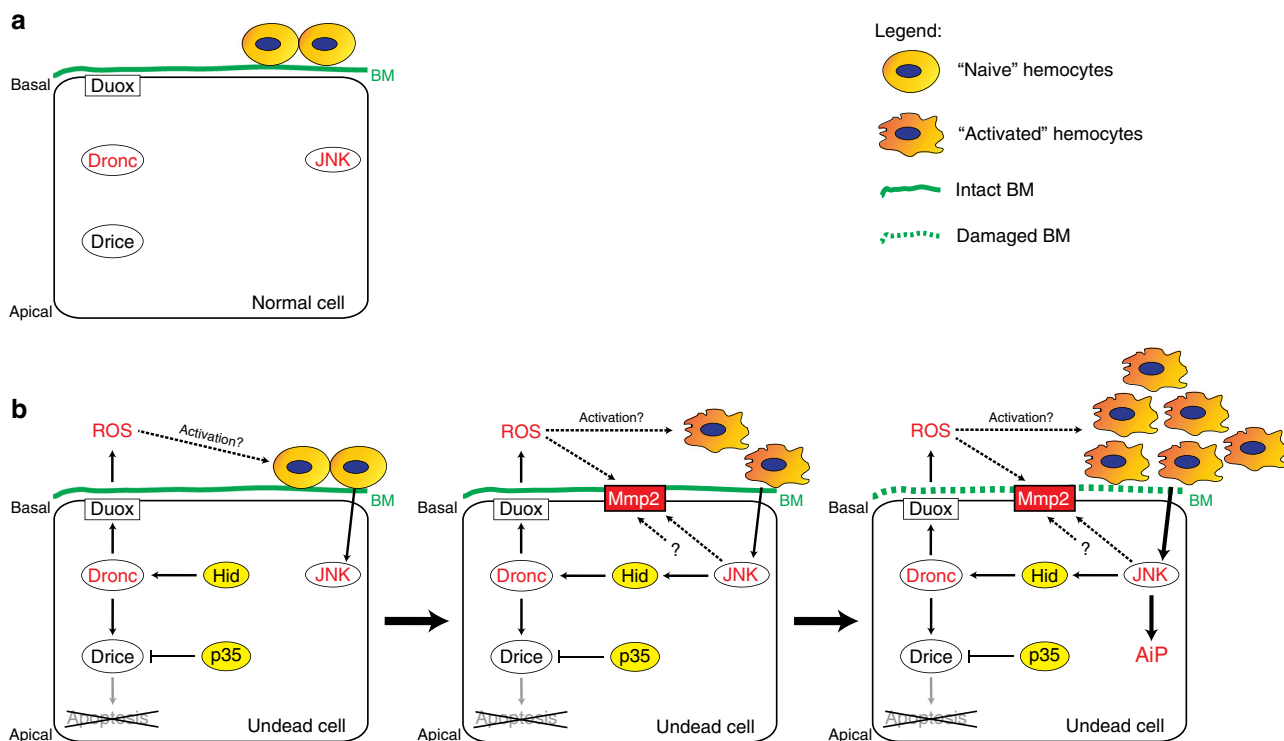 a
Basal
BM
Duox
Dronc
JNK
Drice
Normal cell
Apical
Legend:
“Naive” hemocytes
“Activated” hemocytes
Intact BM
Damaged BM
b
ROS
Activation?
Basal
BM
Duox
Dronc
Hid
JNK
Drice
p35
Apoptosis
Undead cell
Apical
ROS
Activation?
Basal
Mmp2
BM
Duox
?
Dronc
Hid
JNK
Drice
p35
Apoptosis
Undead cell
Apical
ROS
Activation?
Basal
Mmp2
BM
Duox
?
Dronc
Hid
JNK
Drice
p35
AiP
Apoptosis
Undead cell
Apical